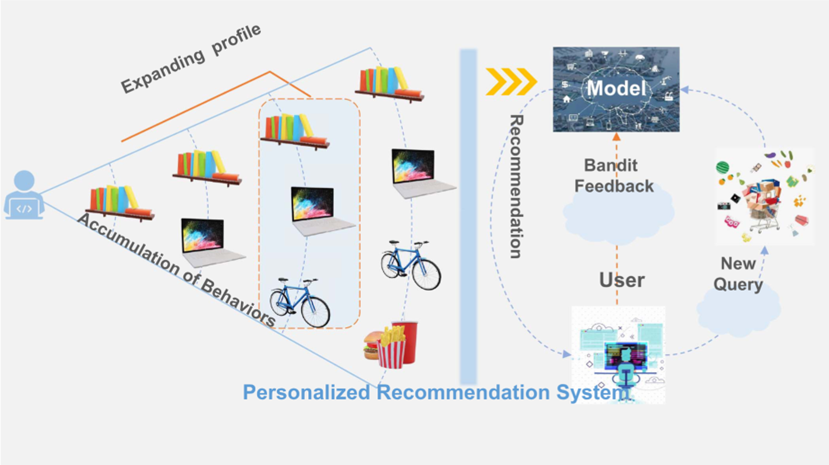 Expanding profile
Accumulation of Behaviors
Recommendation
Model
Bandit
Feedback
User
New
Query
Personalized Recommendation System